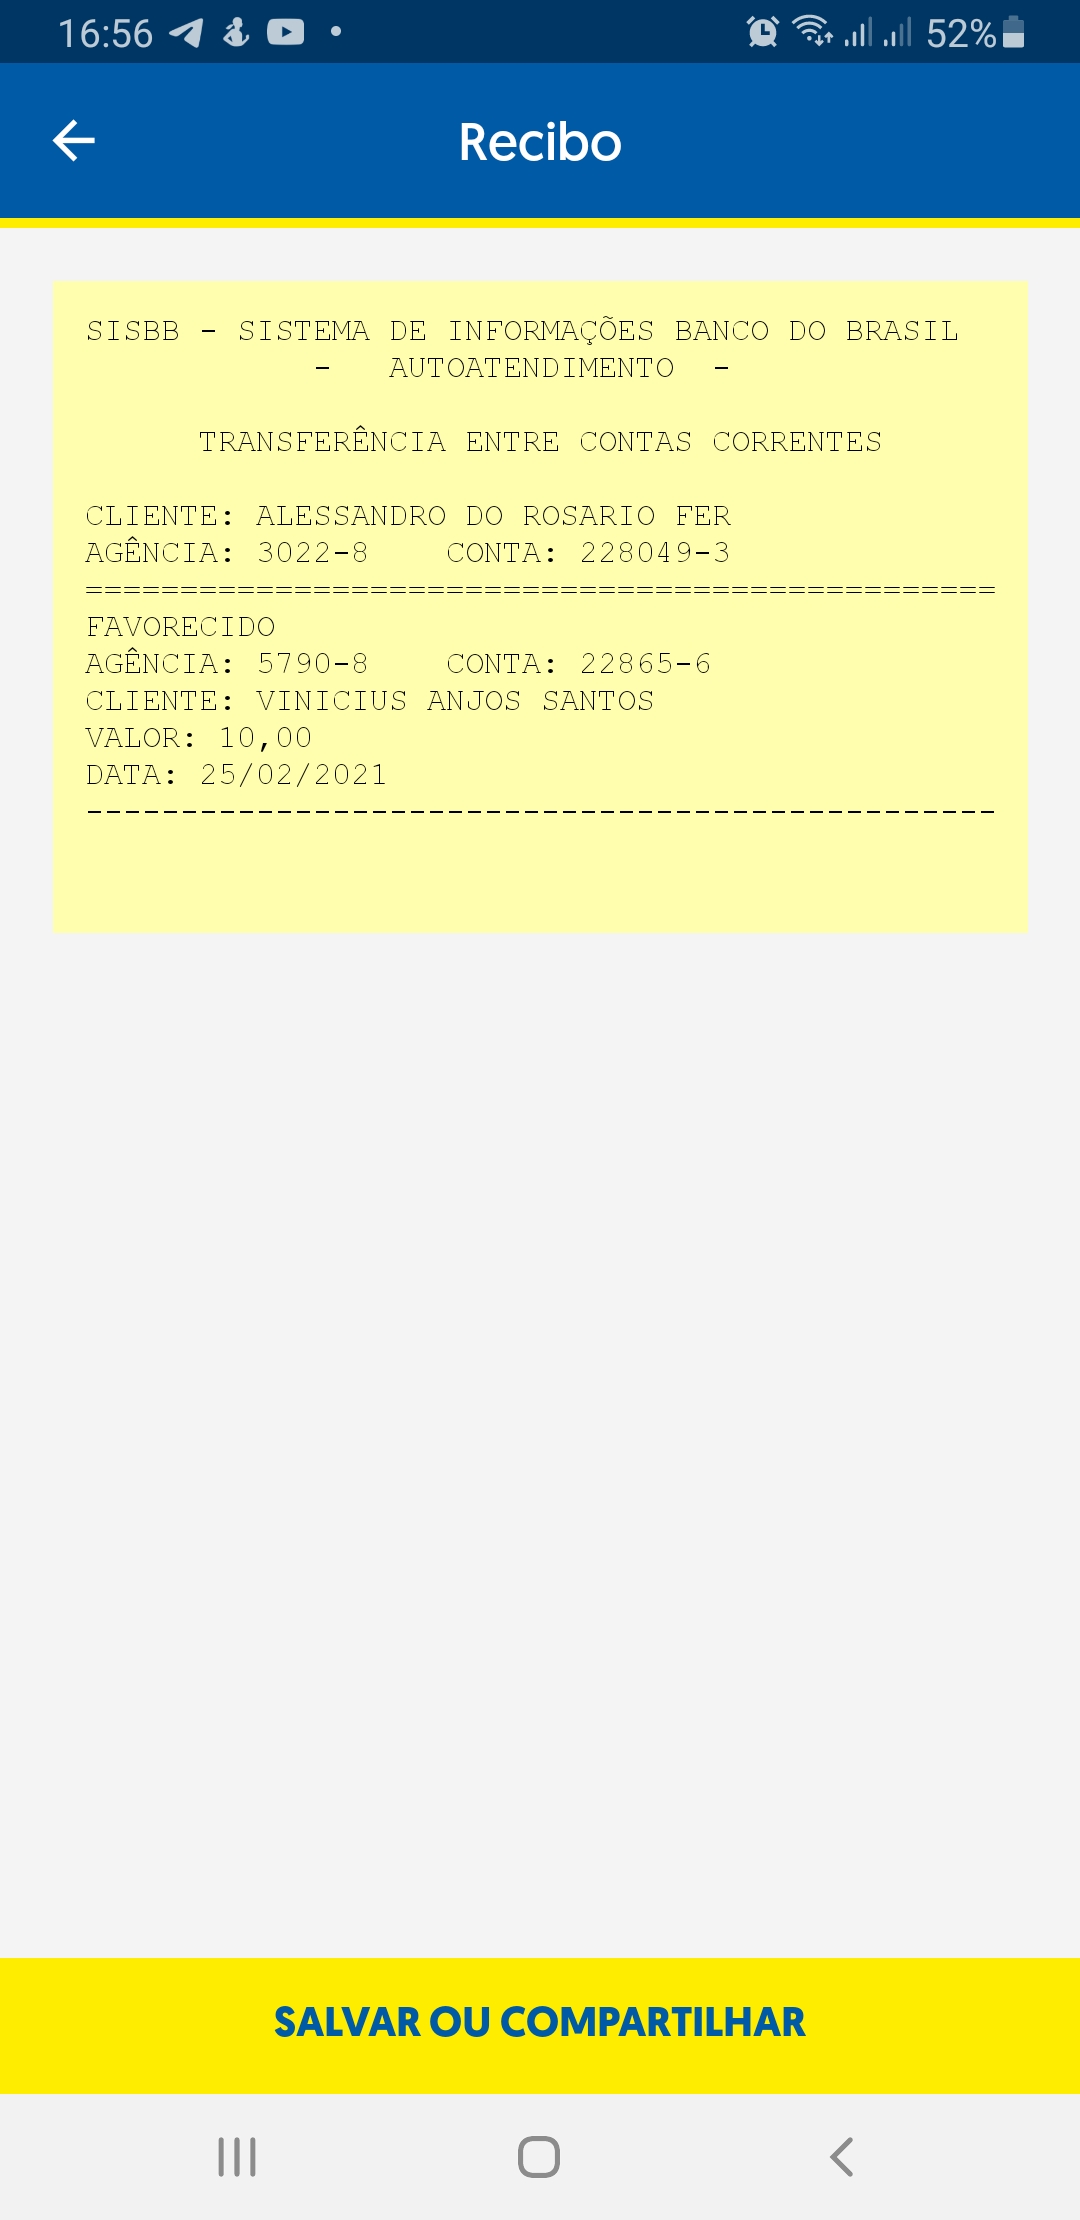 16:56 52%
Recibo
SISBB - SISTEMA DE INFORMAÇÕES BANCO DO BRASIL
- AUTOATENDIMENTO -
TRANSFERÊNCIA ENTRE CONTAS CORRENTES
CLIENTE: ALESSANDRO DO ROSARIO FER
AGÊNCIA: 3022-8 CONTA: 228049-3
================================================
FAVORECIDO
AGÊNCIA: 5790-8 CONTA: 22865-6
CLIENTE: VINICIUS ANJOS SANTOS
VALOR: 10,00
DATA: 25/02/2021
------------------------------------------------
SALVAR OU COMPARTILHAR